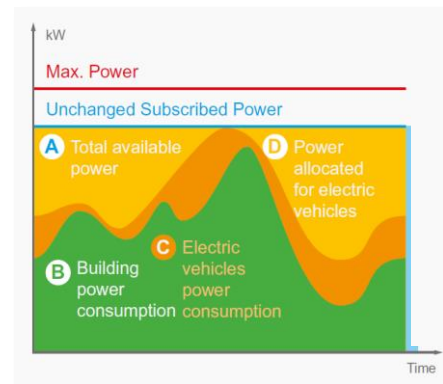 kW
Max. Power
Unchanged Subscribed Power
A Total available
power
D Power
allocated
for electric
vehicles
B Building
power
consumption
C Electric
vehicles
power
consumption
Time